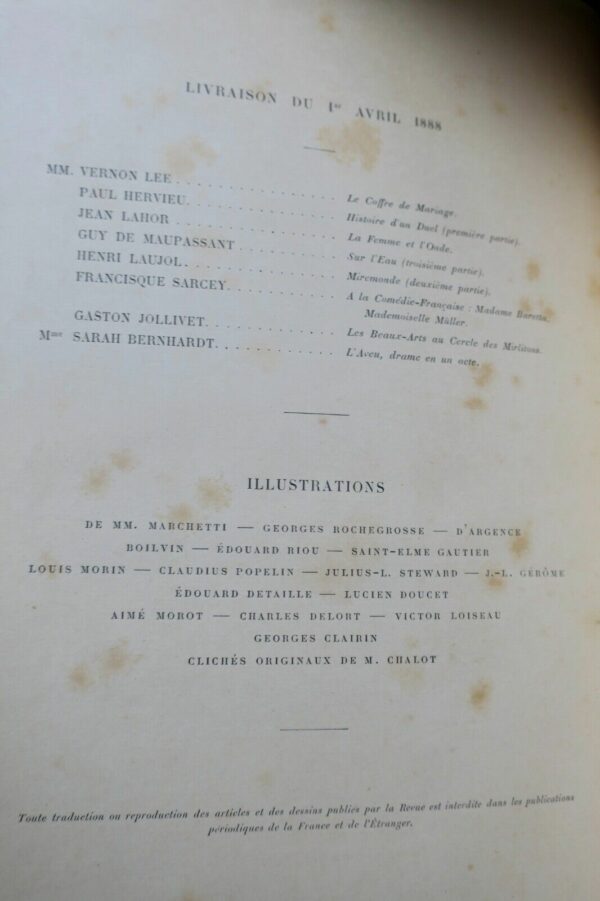 LIVRAISON DU 1er AVRIL 1888
MM. VERNON LEE . . . . . . . . . . . . . . . Le Coffre de Mariage.
PAUL HERVIEU. . . . . . . . . . . . . . . Histoire d'un Duel (première partie).
JEAN LAHOR . . . . . . . . . . . . . . . La Femme et l'Onde.
GUY DE MAUPASSANT . . . . . . . . . . Sur l'Eau (troisième partie).
HENRI LAUJOL. . . . . . . . . . . . . . . Miremonde (deuxième partie).
FRANCISQUE SARCEY. . . . . . . . . . . A la Comédie-Française : Madame Baretta.
Mademoiselle Müller.
GASTON JOLLIVET. . . . . . . . . . . . . Les Beaux-Arts au Cercle des Mirlitons.
Mme SARAH BERNHARDT. . . . . . . . . . . . L'Aveu, drame en un acte.
ILLUSTRATIONS
DE MM. MARCHETTI — GEORGES ROCHEGROSSE — D'ARGENCE
BOILVIN — ÉDOUARD RIOU — SAINT-ELME GAUTIER
LOUIS MORIN — CLAUDIUS POPELIN — JULIUS-L. STEWARD — J.-L. GÉRÔME
ÉDOUARD DETAILLE — LUCIEN DOUCET
AIMÉ MOROT — CHARLES DELORT — VICTOR LOISEAU
GEORGES CLAIRIN
CLICHÉS ORIGINAUX DE M. CHALOT
Toute traduction ou reproduction des articles et des dessins publiés par la Revue est interdite dans les publications
périodiques de la France et de l'Étranger.